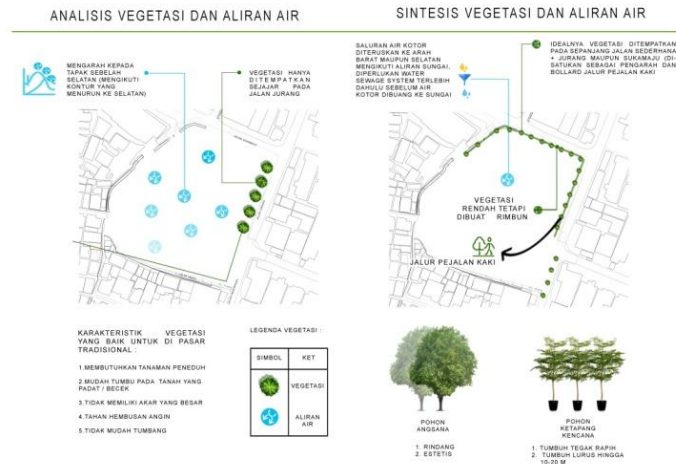 ANALISIS VEGETASI DAN ALIRAN AIR
MENGARAH KEPADA
TAPAK SEBELAH
SELATAN (MENGIKUTI
KONTUR YANG
MENURUN KE SELATAN)
VEGETASI HANYA
DITEMPATKAN
SEJAJAR PADA
JALAN JURANG
KARAKTERISTIK VEGETASI
YANG BAIK UNTUK DI PASAR
TRADISIONAL :
1.MEMBUTUHKAN TANAMAN PENEDUH
2.MUDAH TUMBU PADA TANAH YANG
PADAT / BECEK
3.TIDAK MEMILIKI AKAR YANG BESAR
4.TAHAN HEMBUSAN ANGIN
5.TIDAK MUDAH TUMBANG
LEGENDA VEGETASI :
SIMBOL KET
VEGETASI
ALIRAN
AIR
SINTESIS VEGETASI DAN ALIRAN AIR
SALURAN AIR KOTOR
DITERUSKAN KE ARAH
BARAT MAUPUN SELATAN
MENGIKUTI ALIRAN SUNGAI,
DIPERLUKAN WATER
SEWAGE SYSTEM TERLEBIH
DAHULU SEBELUM AIR
KOTOR DIBUANG KE SUNGAI
IDEALNYA VEGETASI DITEMPATKAN
PADA SEPANJANG JALAN SEDERHANA
+ JURANG MAUPUN SUKAMAJU (DI-
SATUKAN SEBAGAI PENGARAH DAN
BOLLARD JALUR PEJALAN KAKI)
VEGETASI
RENDAH TETAPI
DIBUAT RIMBUN
JALUR PEJALAN KAKI
POHON
ANGSANA
1. RINDANG
2. ESTETIS
POHON
KETAPANG
KENCANA
1. TUMBUH TEGAK RAPIH
2. TUMBUH LURUS HINGGA
10-20 M